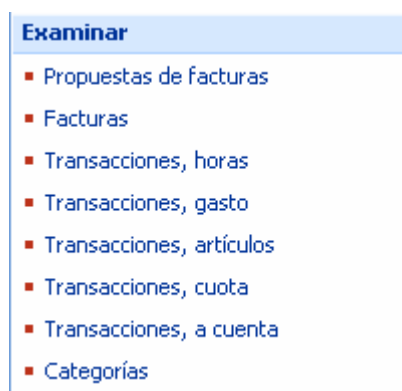 Examinar
Propuestas de facturas
Facturas
Transacciones, horas
Transacciones, gasto
Transacciones, artículos
Transacciones, cuota
Transacciones, a cuenta
Categorías